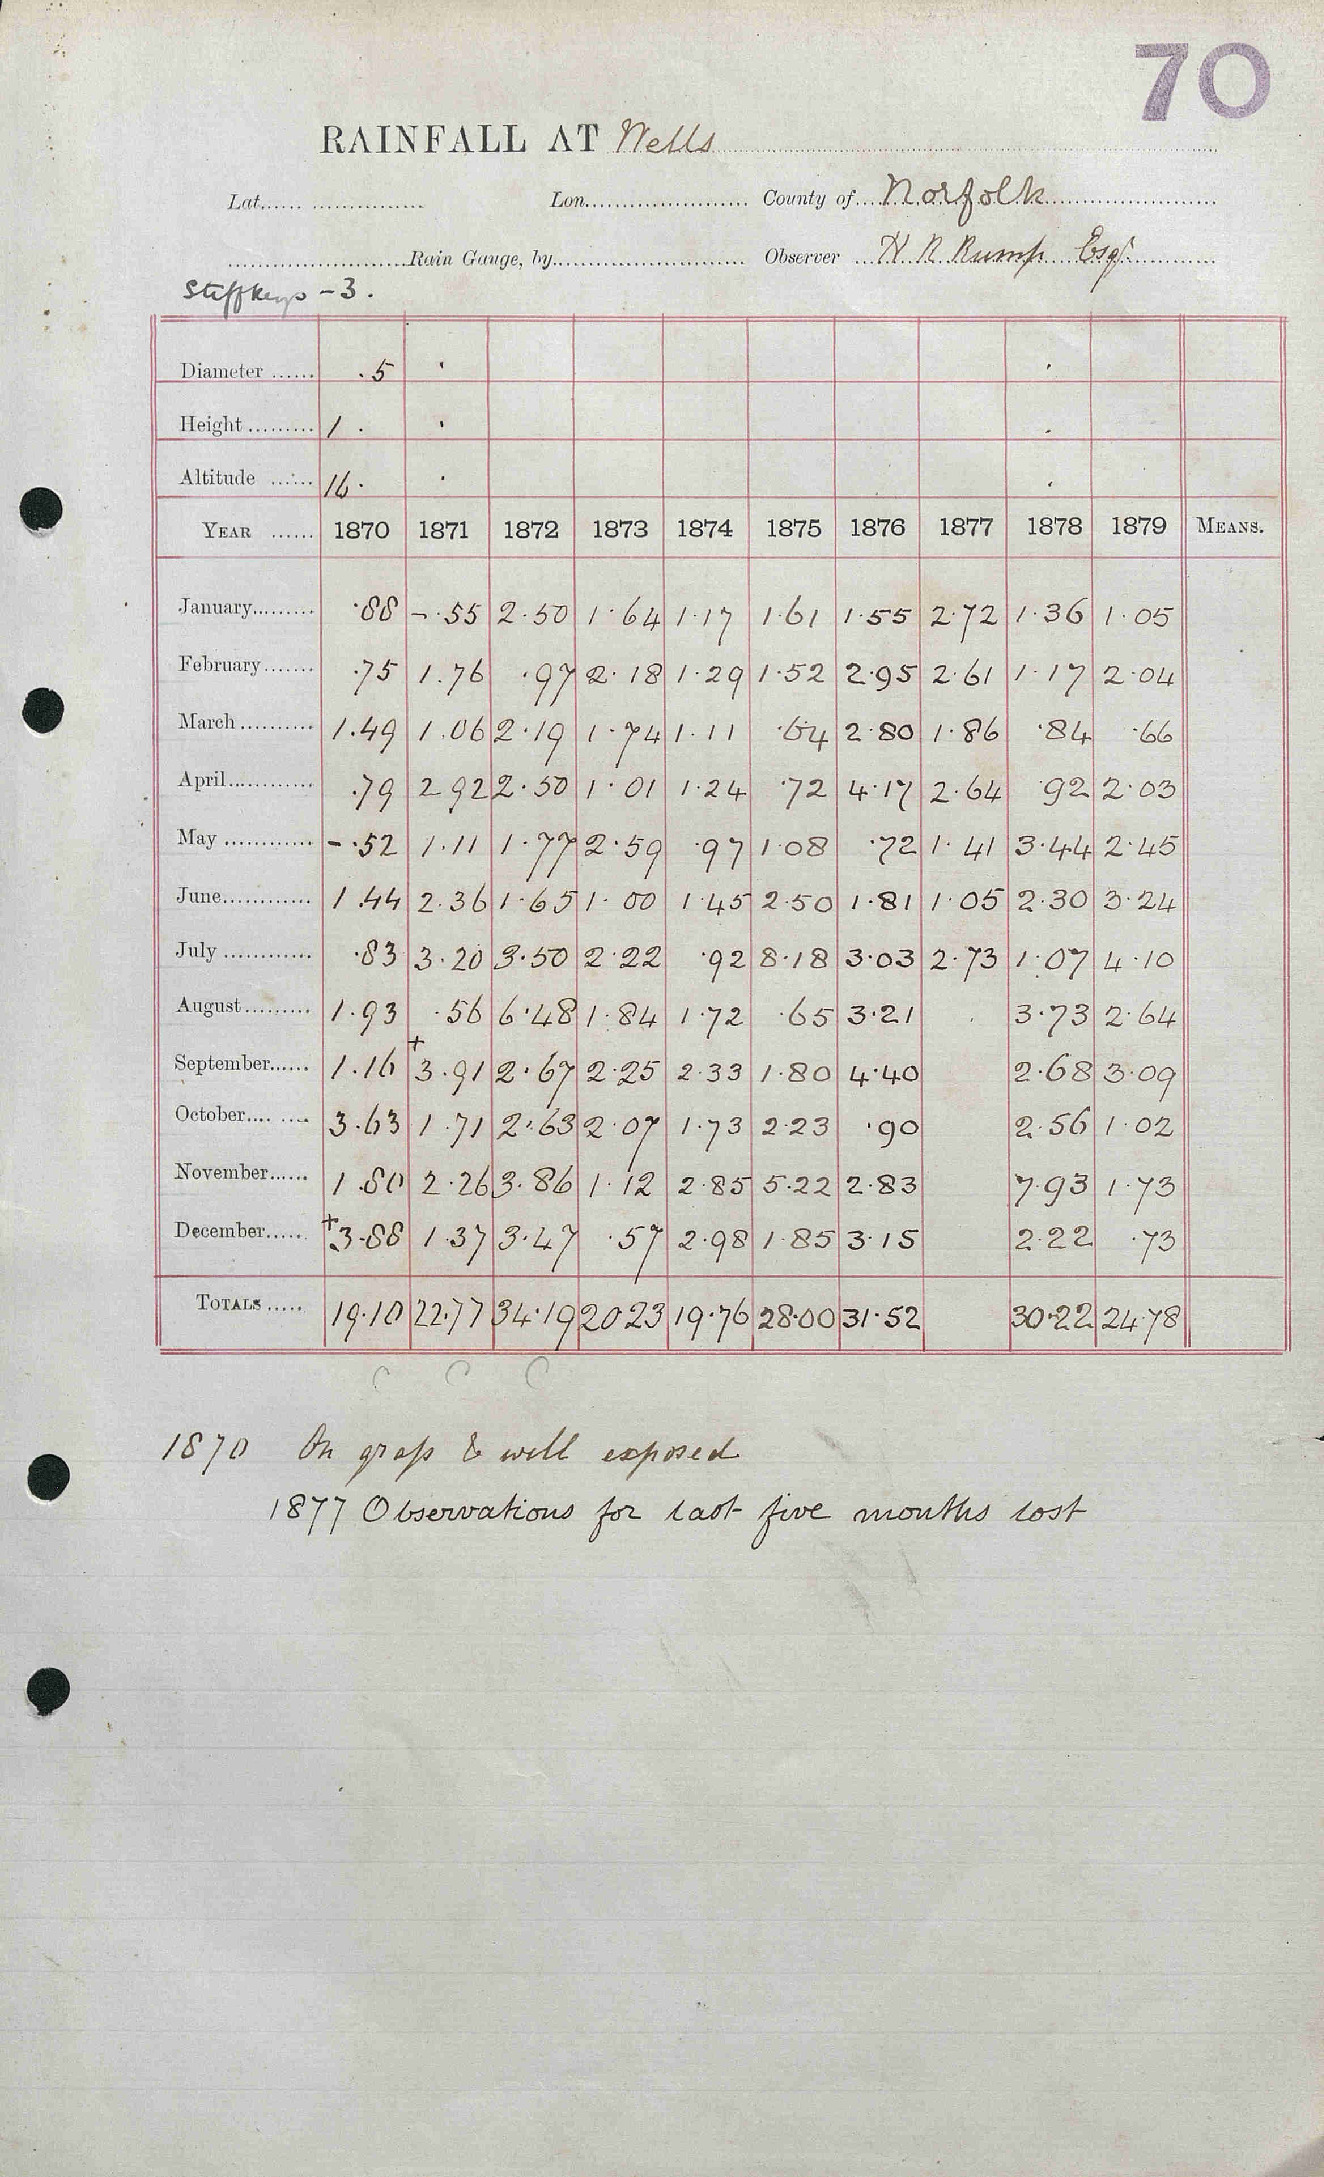 70
RAINFALL AT Wells
Lat. Lon. County of Norfolk
Rain Gauge, by Observer H R Rump Esqr.
Stiffkey - 3.
Diameter .5
Height 1 .
Altitude 16.
YEAR 1870 1871 1872 1873 1874 1875 1876 1877 1878 1879 MEANS.
January ·88 -·55 2·50 1·64 1·17 1·61 1·55 2·72 1·36 1·05
February .75 1.76 ·97 2·18 1·29 1·52 2·95 2·61 1·17 2·04
March 1.49 1.06 2·19 1·74 1·11 ·64 2·80 1·86 ·84 ·66
April .79 2 92 2·50 1·01 1·24 ·72 4·17 2·64 ·92 2·03
May -·52 1.11 1·77 2·59 ·97 1·08 ·72 1·41 3·44 2·45
June 1.44 2.36 1·65 1·00 1·45 2·50 1·81 1·05 2·30 3·24
July ·83 3·20 3·50 2·22 ·92 8·18 3·03 2·73 1·07 4·10
August 1.93 ·56 6·48 1·84 1·72 ·65 3·21 3·73 2·64
September 1.16 +3.91 2·67 2·25 2·33 1·80 4·40 2·68 3·09
October 3.63 1.71 2·63 2·07 1·73 2·23 ·90 2·56 1·02
November 1.80 2·26 3·86 1·12 2·85 5·22 2·83 7·93 1·73
December +3·88 1·37 3·47 ·57 2·98 1·85 3·15 2·22 ·73
TOTALS 19·10 22·77 34·19 20 23 19·76 28·00 31·52 30·22 24·78
1870 On grass & well exposed
1877 Observations for last five months lost